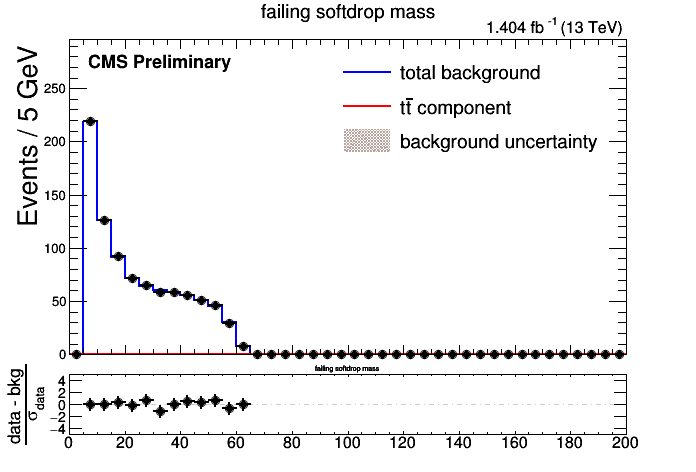 failing softdrop mass
1.404 fb⁻¹ (13 TeV)
CMS Preliminary
total background
tt̄ component
background uncertainty
Events / 5 GeV
250
200
150
100
50
0
failing softdrop mass
data - bkg
σdata
4
2
0
−2
−4
0 20 40 60 80 100 120 140 160 180 200